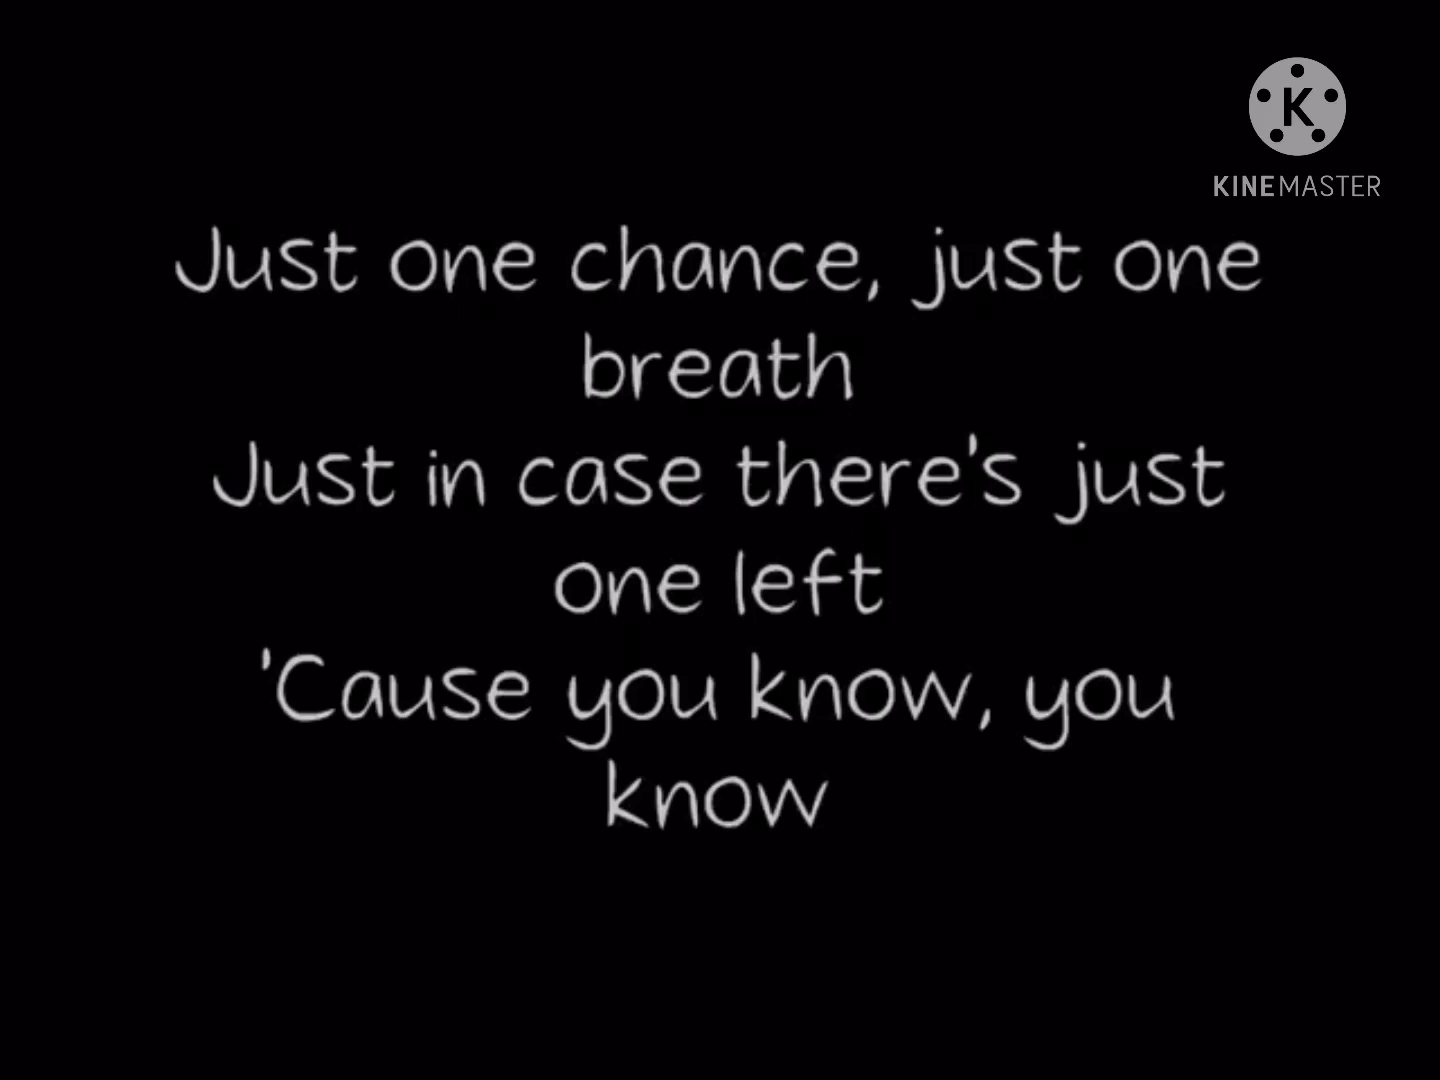 K
KINEMASTER
Just one chance, just one
breath
Just in case there's just
one left
'Cause you know, you
know